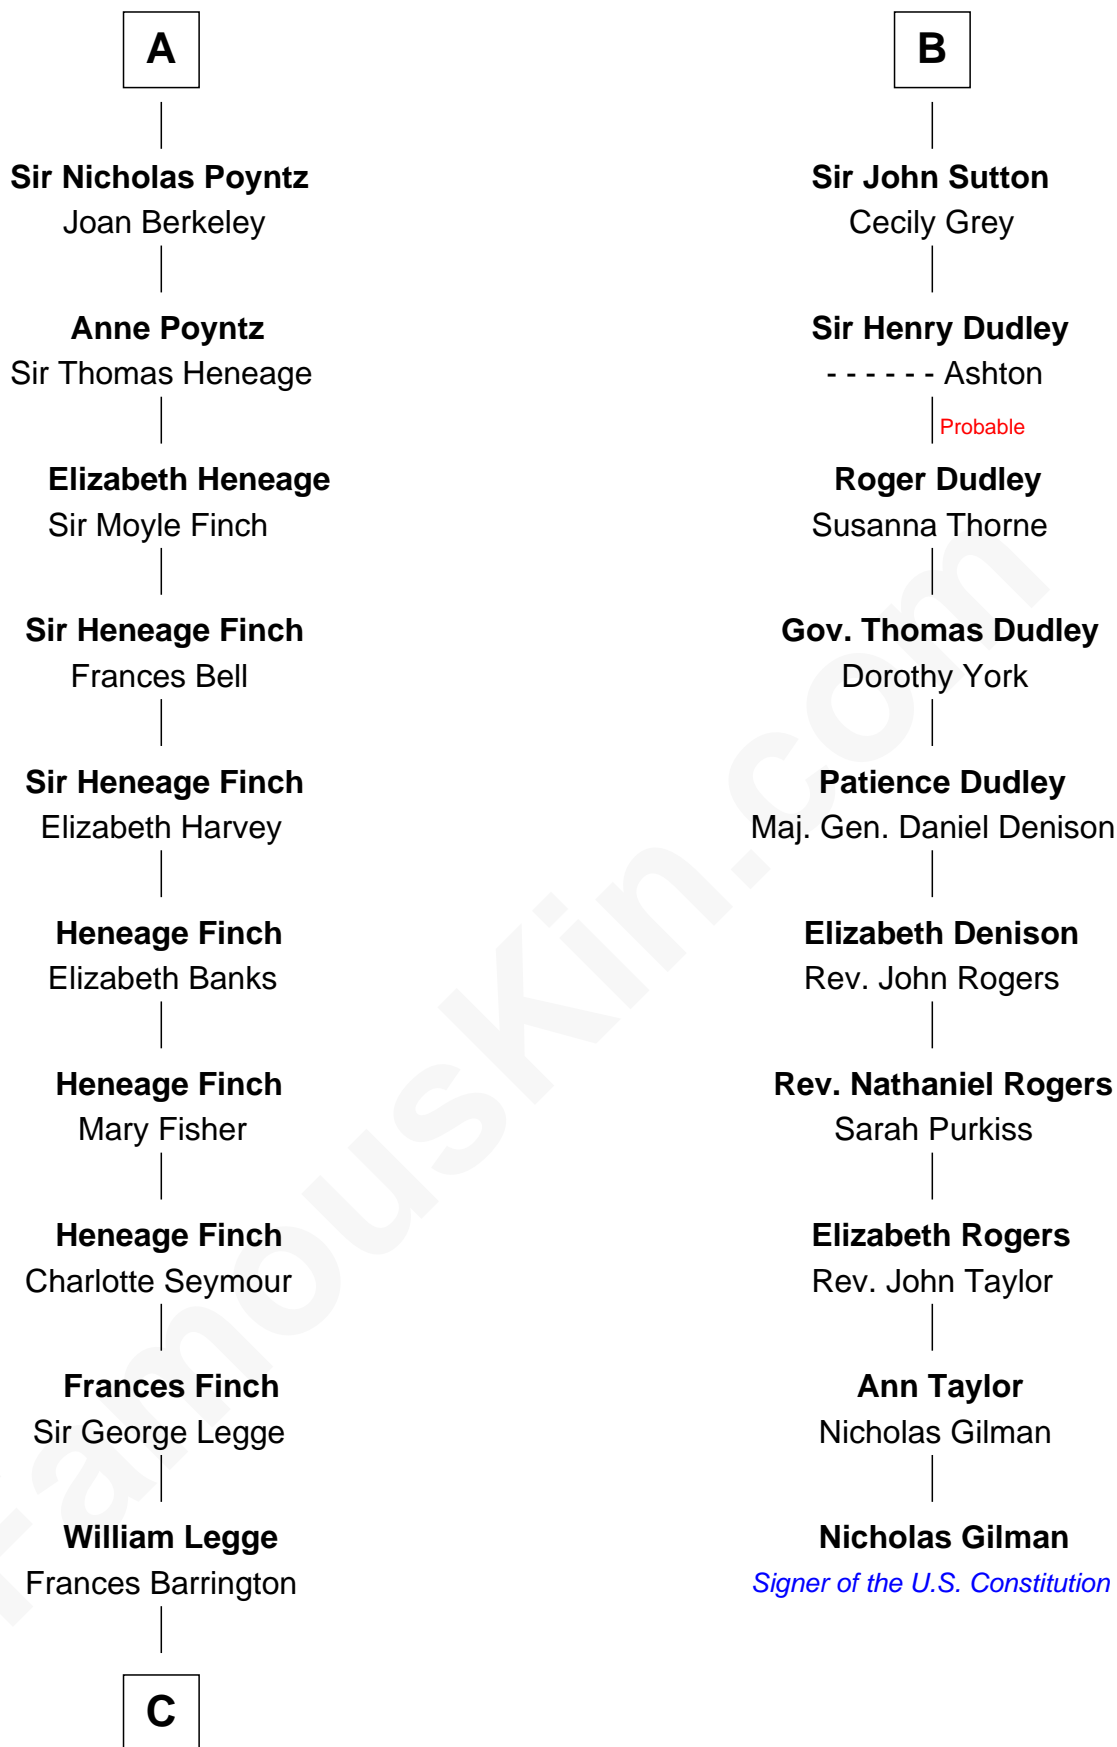 A
Sir Nicholas Poyntz
Joan Berkeley
Anne Poyntz
Sir Thomas Heneage
Elizabeth Heneage
Sir Moyle Finch
Sir Heneage Finch
Frances Bell
Sir Heneage Finch
Elizabeth Harvey
Heneage Finch
Elizabeth Banks
Heneage Finch
Mary Fisher
Heneage Finch
Charlotte Seymour
Frances Finch
Sir George Legge
William Legge
Frances Barrington
C
B
Sir John Sutton
Cecily Grey
Sir Henry Dudley
- - - - - - Ashton
Probable
Roger Dudley
Susanna Thorne
Gov. Thomas Dudley
Dorothy York
Patience Dudley
Maj. Gen. Daniel Denison
Elizabeth Denison
Rev. John Rogers
Rev. Nathaniel Rogers
Sarah Purkiss
Elizabeth Rogers
Rev. John Taylor
Ann Taylor
Nicholas Gilman
Nicholas Gilman
Signer of the U.S. Constitution
FamousKin.com